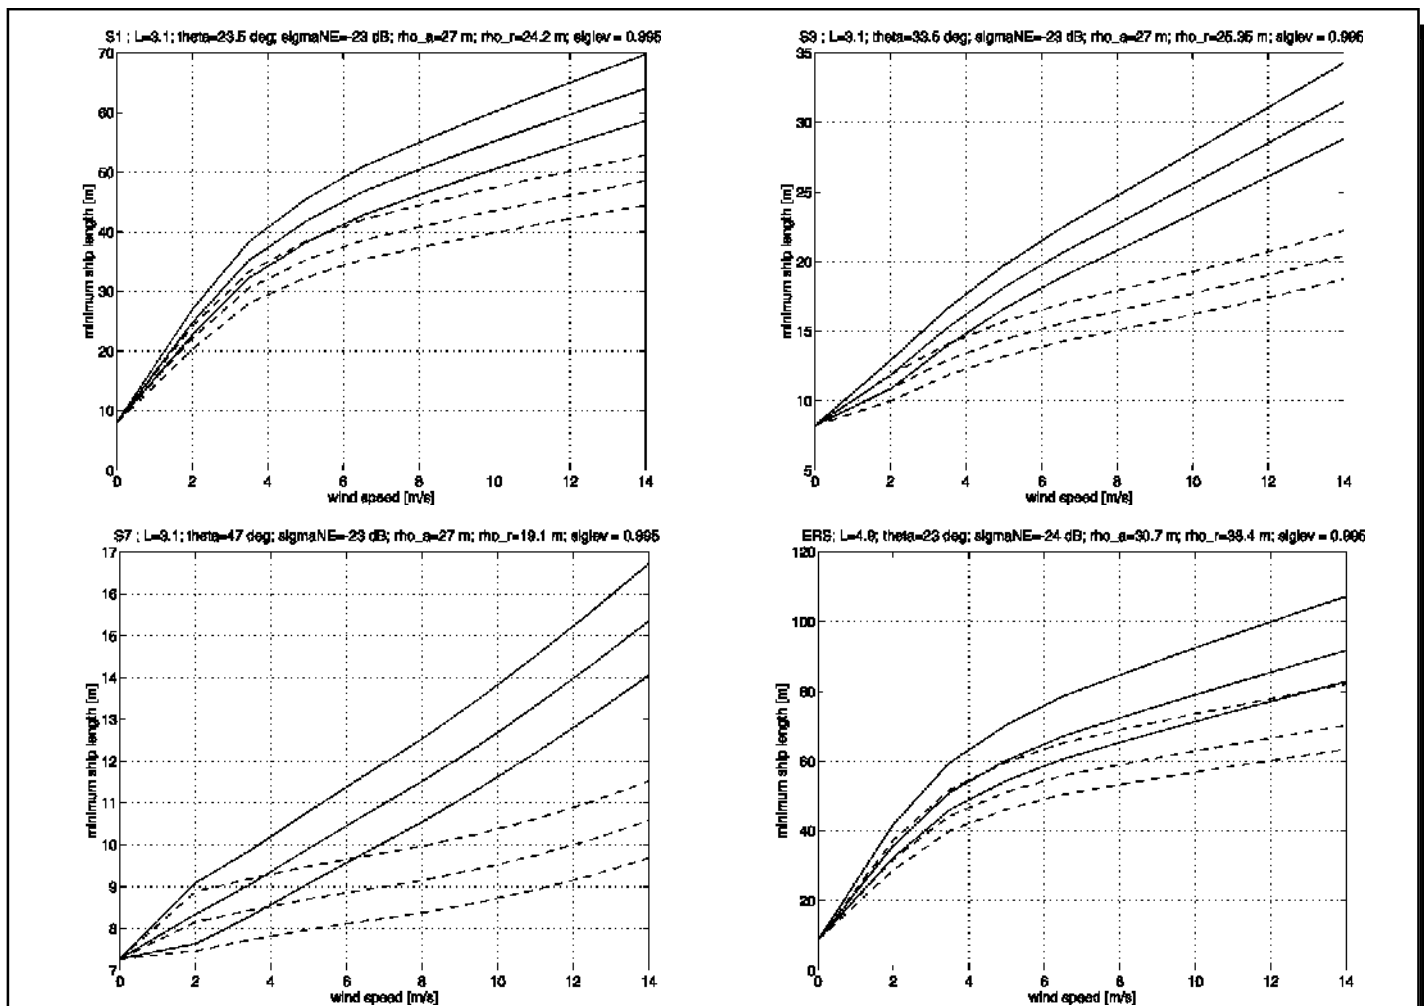 S1 ; L=3.1; theta=23.5 deg; sigmaNE=-23 dB; rho_a=27 m; rho_r=24.2 m; siglev = 0.995
70
60
50
40
30
20
10
0
minimum ship length [m]
0 2 4 6 8 10 12 14
wind speed [m/s]
S3 ; L=3.1; theta=33.5 deg; sigmaNE=-23 dB; rho_a=27 m; rho_r=25.35 m; siglev = 0.995
35
30
25
20
15
10
5
minimum ship length [m]
0 2 4 6 8 10 12 14
wind speed [m/s]
S7 ; L=3.1; theta=47 deg; sigmaNE=-23 dB; rho_a=27 m; rho_r=19.1 m; siglev = 0.995
17
16
15
14
13
12
11
10
9
8
7
minimum ship length [m]
0 2 4 6 8 10 12 14
wind speed [m/s]
ERS; L=4.9; theta=23 deg; sigmaNE=-24 dB; rho_a=30.7 m; rho_r=38.4 m; siglev = 0.995
120
100
80
60
40
20
0
minimum ship length [m]
0 2 4 6 8 10 12 14
wind speed [m/s]